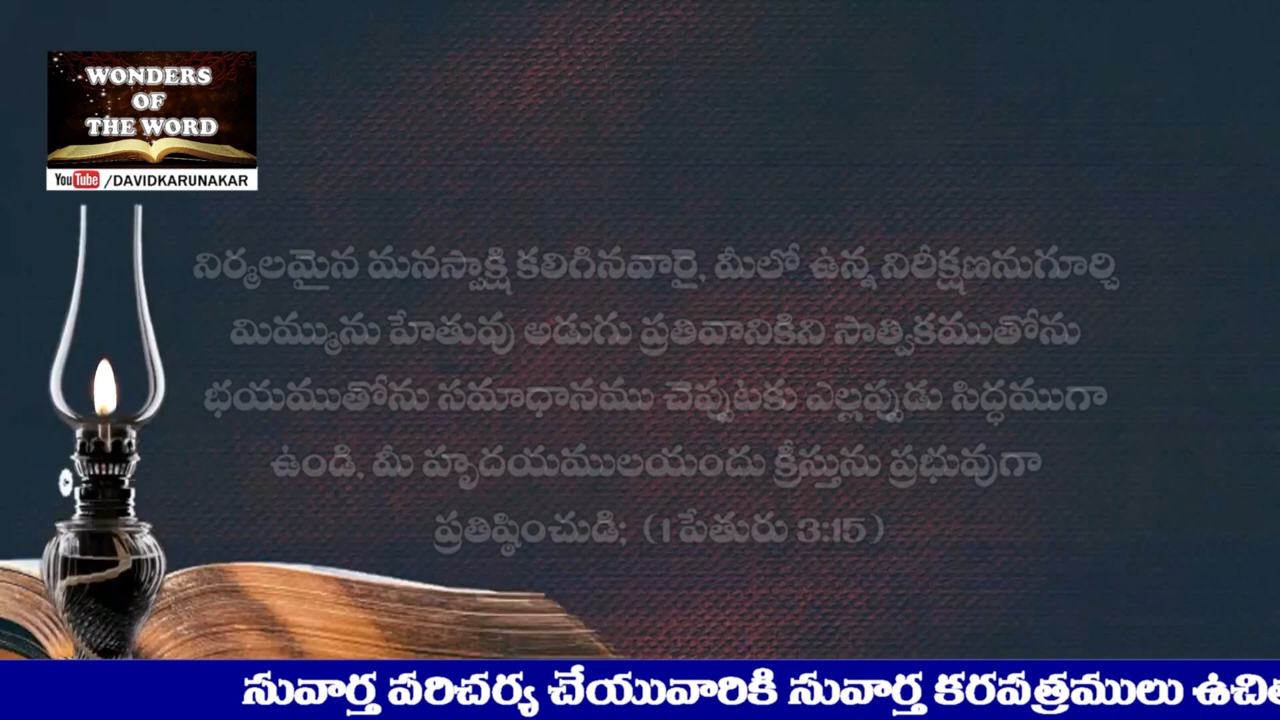 WONDERS
OF
THE WORD
YouTube /DAVIDKARUNAKAR
నిర్మలమైన మనస్సాక్షి కలిగినవారై, మీలో ఉన్న నిరీక్షణనుగూర్చి
మిమ్మును హేతువు అడుగు ప్రతివానికిని సాత్వికముతోను
భయముతోను సమాధానము చెప్పుటకు ఎల్లప్పుడు సిద్ధముగా
ఉండి, మీ హృదయములయందు క్రీస్తును ప్రభువుగా
ప్రతిష్ఠించుడి; (1 పేతురు 3:15)
సువార్త పరిచర్య చేయువారికి సువార్త కరపత్రములు